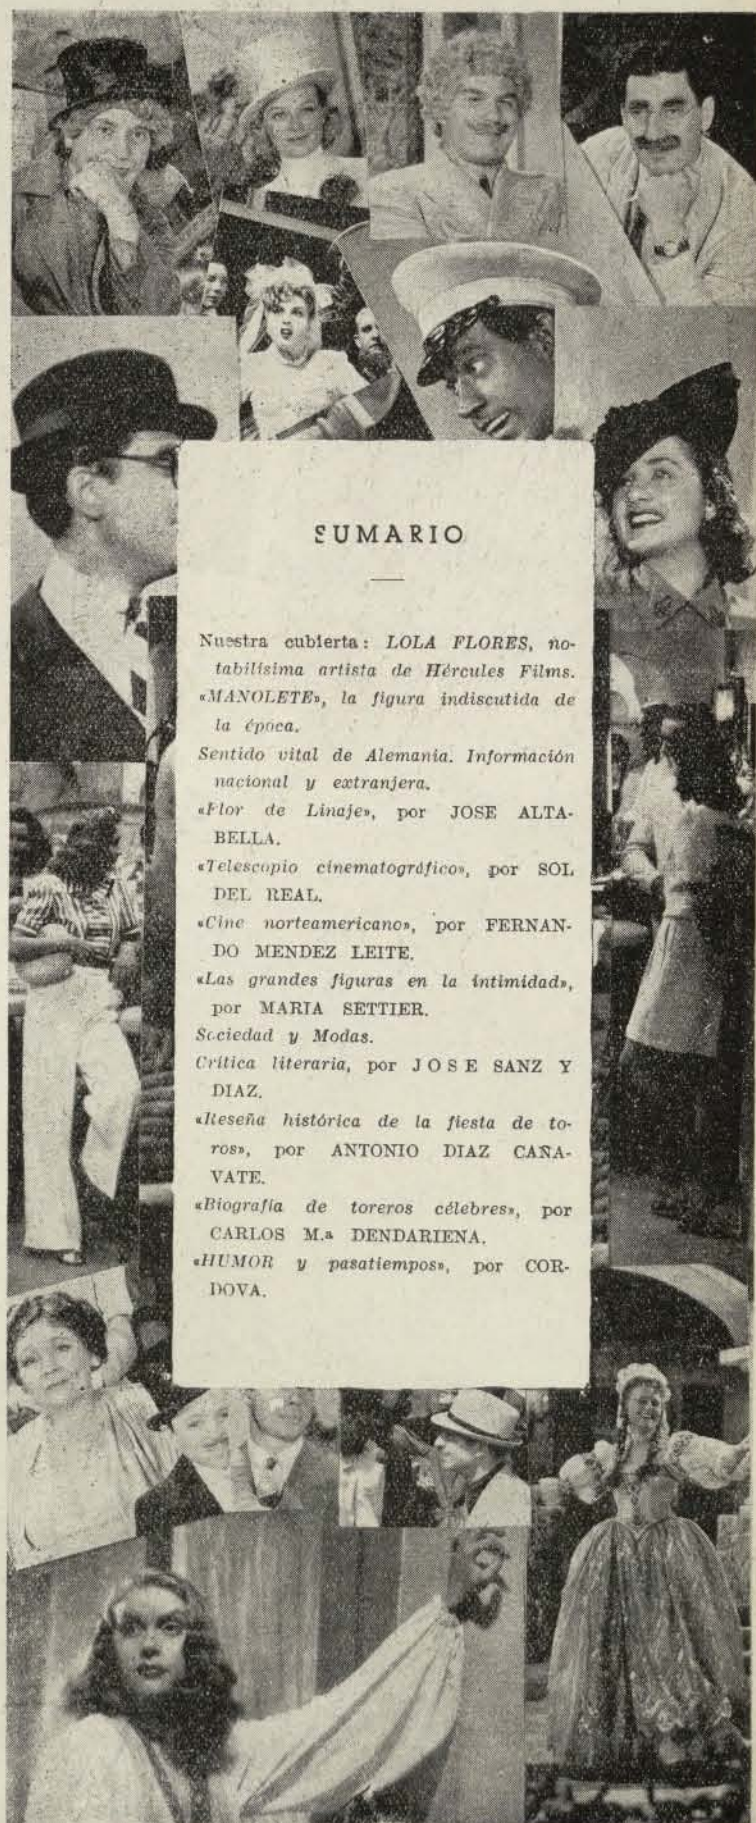 SUMARIO
Nuestra cubierta: LOLA FLORES, no-
tabilísima artista de Hércules Films.
«MANOLETE», la figura indiscutida de
la época.
Sentido vital de Alemania. Información
nacional y extranjera.
«Flor de Linaje», por JOSE ALTA-
BELLA.
«Telescopio cinematográfico», por SOL
DEL REAL.
«Cine norteamericano», por FERNAN-
DO MENDEZ LEITE.
«Las grandes figuras en la intimidad»,
por MARIA SETTIER.
Sociedad y Modas.
Crítica literaria, por JOSE SANZ Y
DIAZ.
«Reseña histórica de la fiesta de to-
ros», por ANTONIO DIAZ CAÑA-
VATE.
«Biografía de toreros célebres», por
CARLOS M.ª DENDARIENA.
«HUMOR y pasatiempos», por COR-
DOVA.